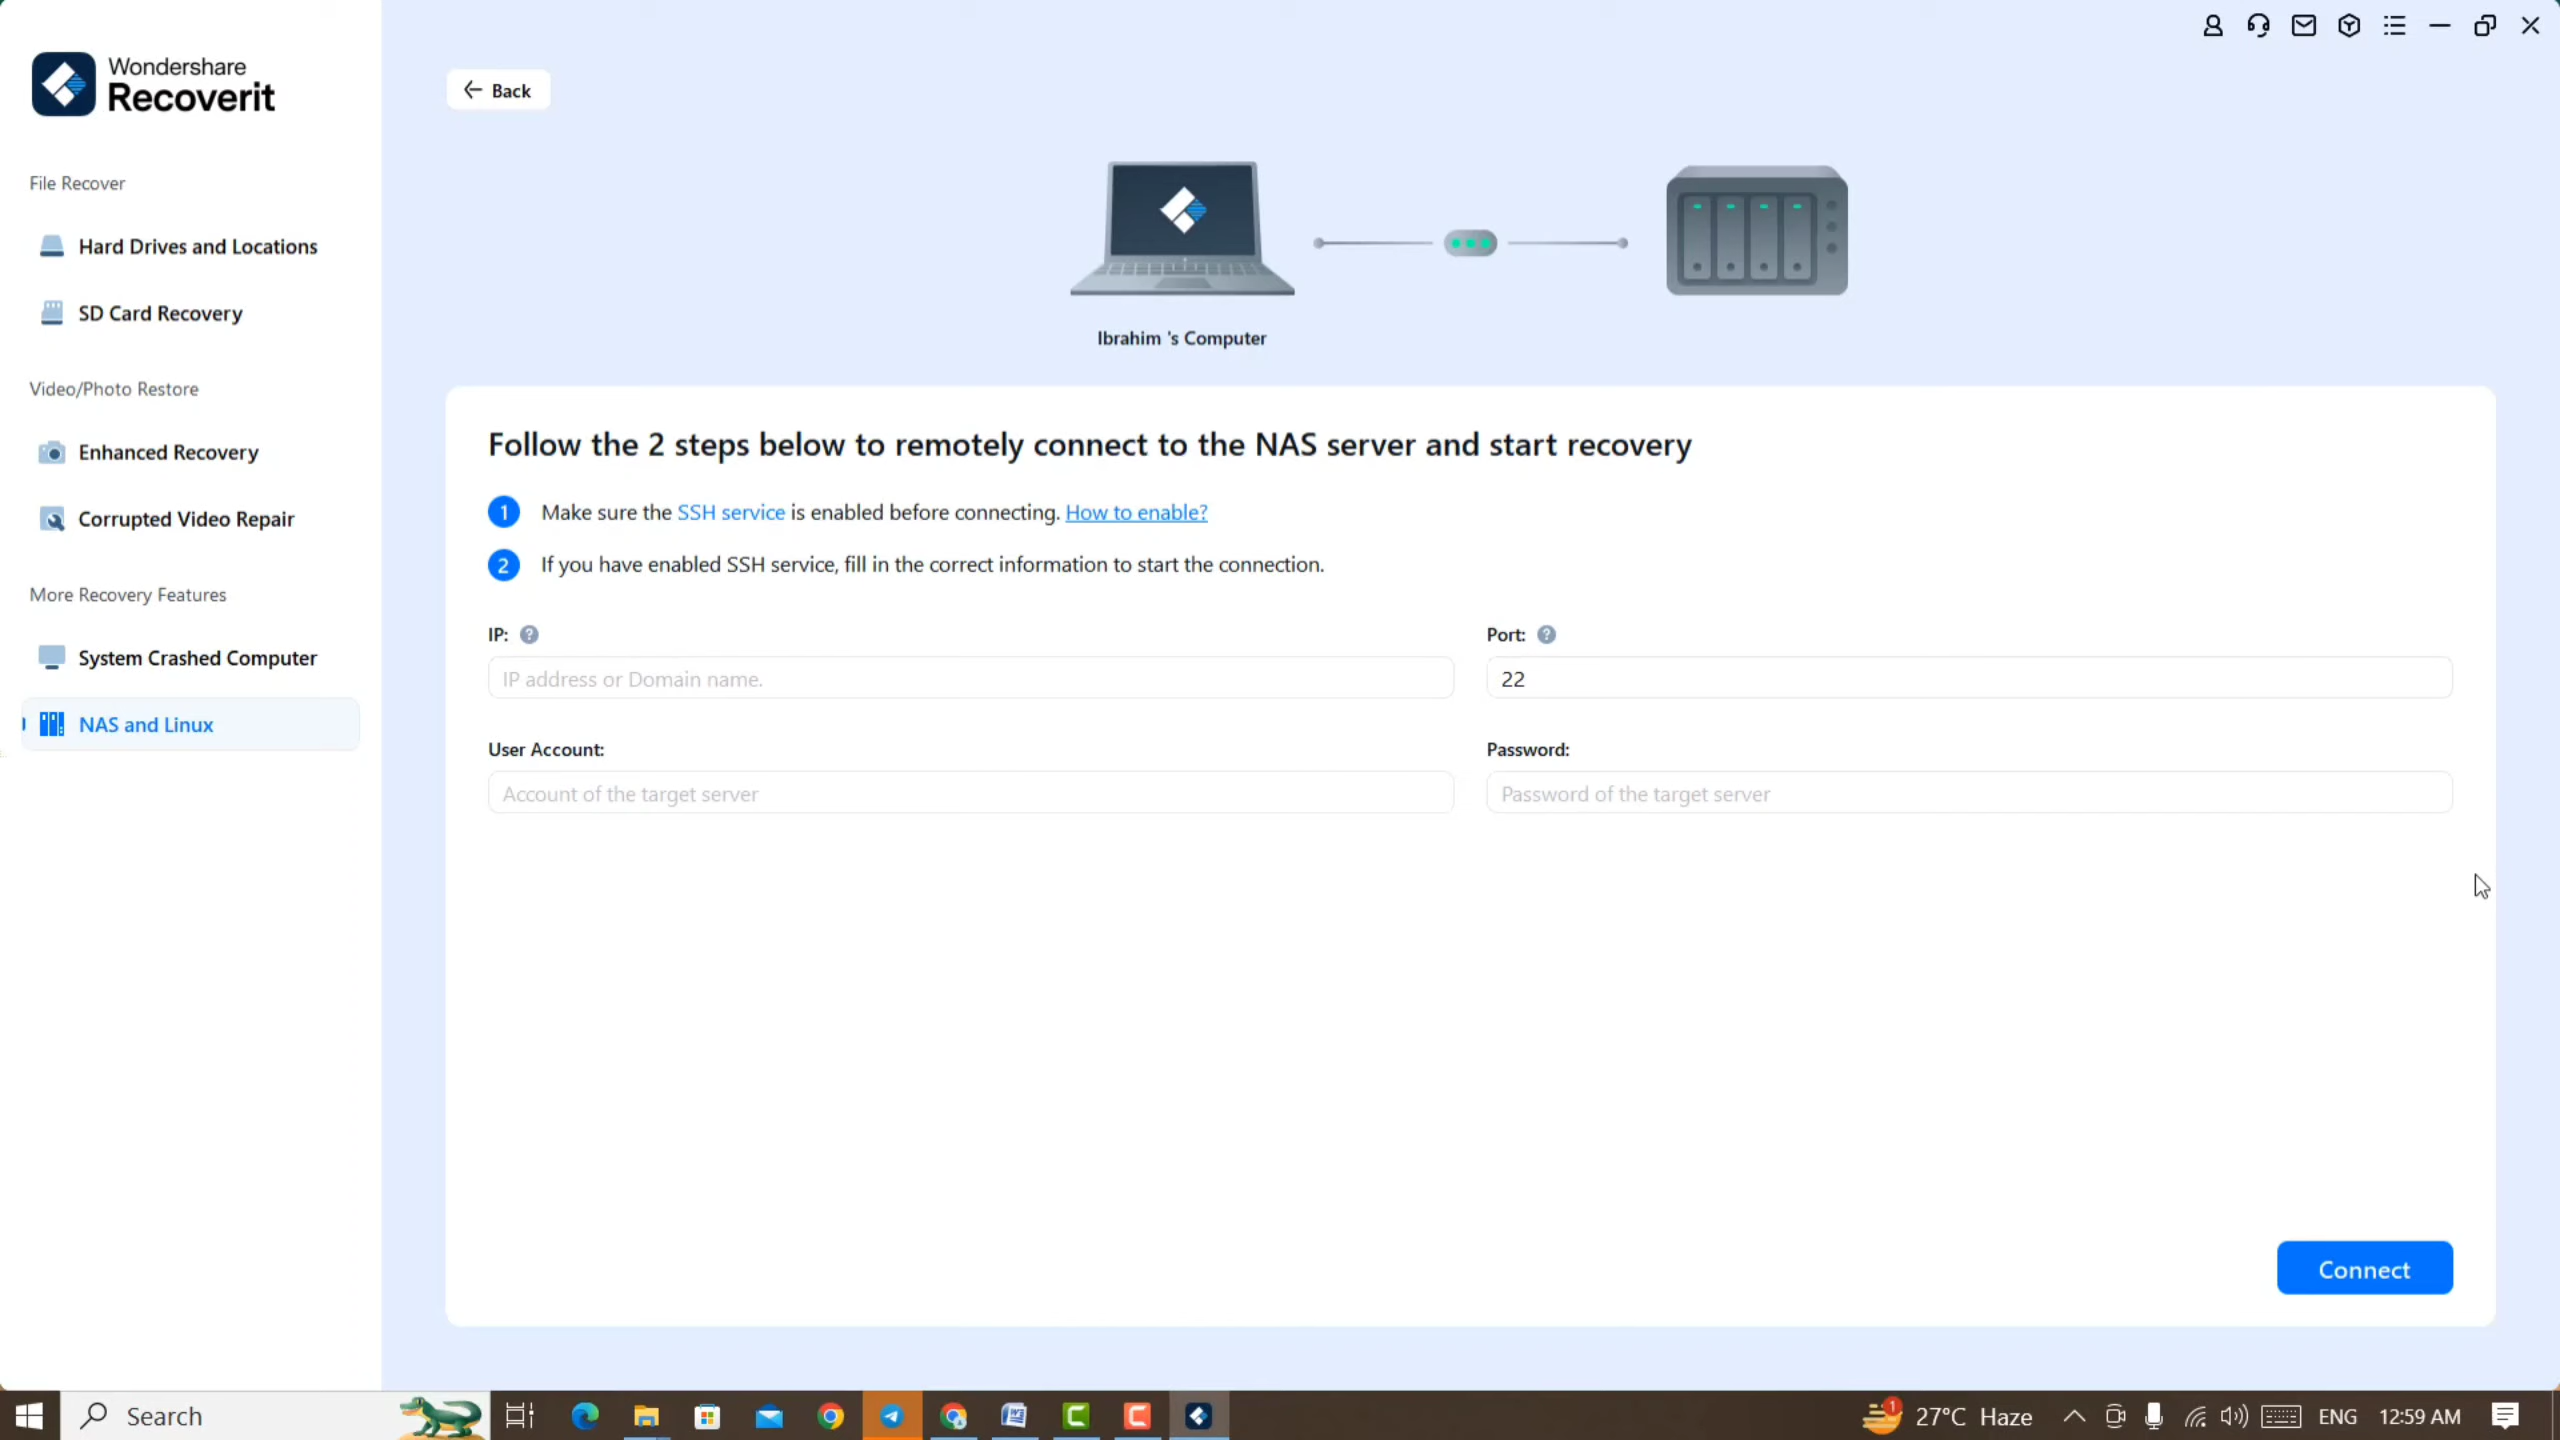 Wondershare
Recoverit
File Recover
Hard Drives and Locations
SD Card Recovery
Video/Photo Restore
Enhanced Recovery
Corrupted Video Repair
More Recovery Features
System Crashed Computer
NAS and Linux
Back
Ibrahim 's Computer
Follow the 2 steps below to remotely connect to the NAS server and start recovery
1 Make sure the SSH service is enabled before connecting. How to enable?
2 If you have enabled SSH service, fill in the correct information to start the connection.
IP: ?
IP address or Domain name.
Port: ?
22
User Account:
Account of the target server
Password:
Password of the target server
Connect
Search
1 27°C Haze ENG 12:59 AM